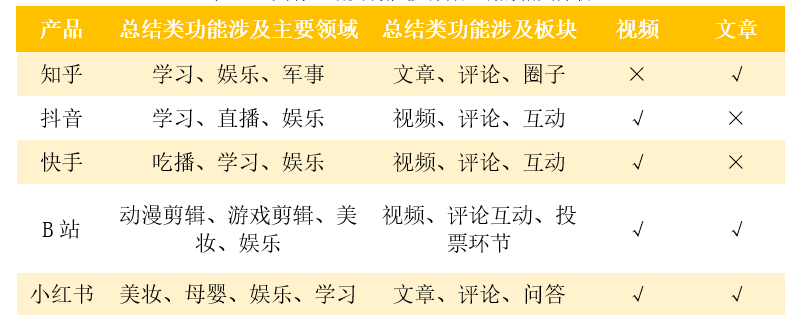 产品 总结类功能涉及主要领域 总结类功能涉及板块 视频 文章
知乎 学习、娱乐、军事 文章、评论、圈子 × √
抖音 学习、直播、娱乐 视频、评论、互动 √ ×
快手 吃播、学习、娱乐 视频、评论、互动 √ ×
B 站 动漫剪辑、游戏剪辑、美妆、娱乐 视频、评论互动、投票环节 √ √
小红书 美妆、母婴、娱乐、学习 文章、评论、问答 √ √